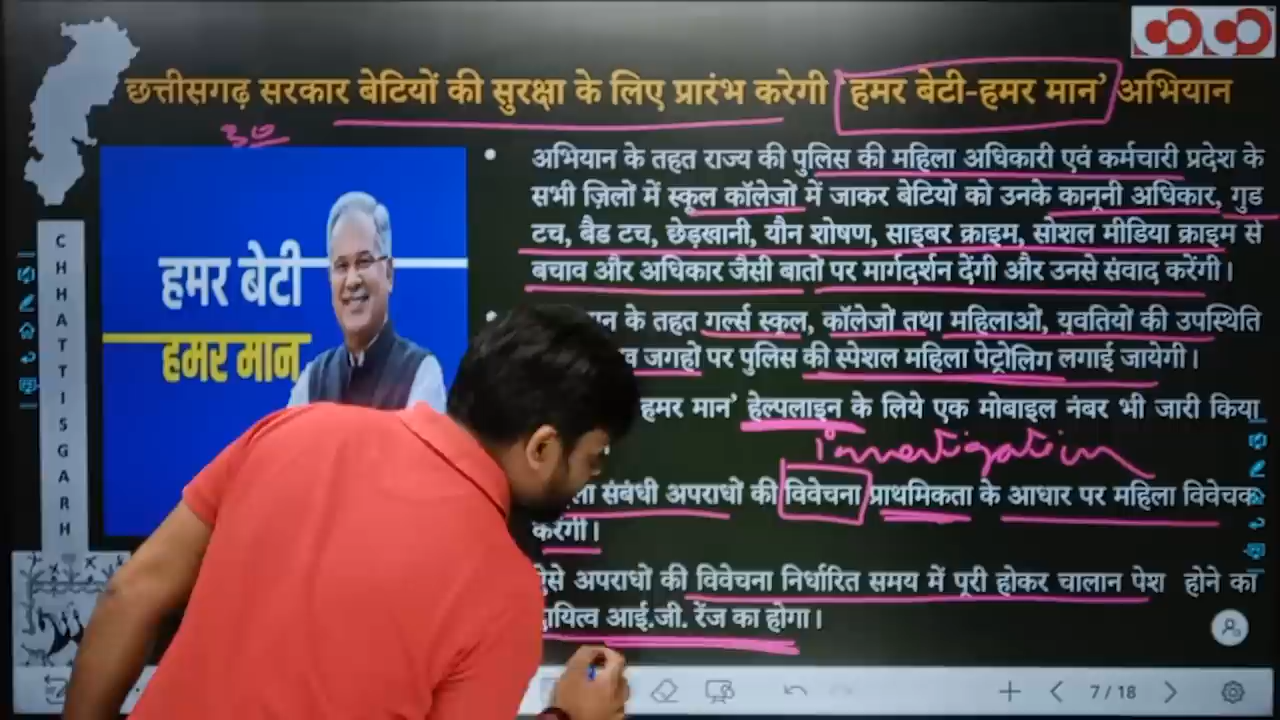 छत्तीसगढ़ सरकार बेटियों की सुरक्षा के लिए प्रारंभ करेगी 'हमर बेटी-हमर मान' अभियान
अभियान के तहत राज्य की पुलिस की महिला अधिकारी एवं कर्मचारी प्रदेश के
सभी ज़िलों में स्कूल कॉलेजों में जाकर बेटियों को उनके कानूनी अधिकार, गुड
टच, बैड टच, छेड़खानी, यौन शोषण, साइबर क्राइम, सोशल मीडिया क्राइम से
बचाव और अधिकार जैसी बातों पर मार्गदर्शन देंगी और उनसे संवाद करेंगी।
के तहत गर्ल्स स्कूल, कॉलेजों तथा महिलाओं, युवतियों की उपस्थिति
जगहों पर पुलिस की स्पेशल महिला पेट्रोलिंग लगाई जायेगी।
हमर मान' हेल्पलाइन के लिये एक मोबाइल नंबर भी जारी किया
investigation
संबंधी अपराधों की विवेचना प्राथमिकता के आधार पर महिला विवेचक
करेंगी।
ऐसे अपराधों की विवेचना निर्धारित समय में पूरी होकर चालान पेश होने का
दायित्व आई.जी. रेंज का होगा।
हमर बेटी
हमर मान
CHHATTISGARH
7 / 18